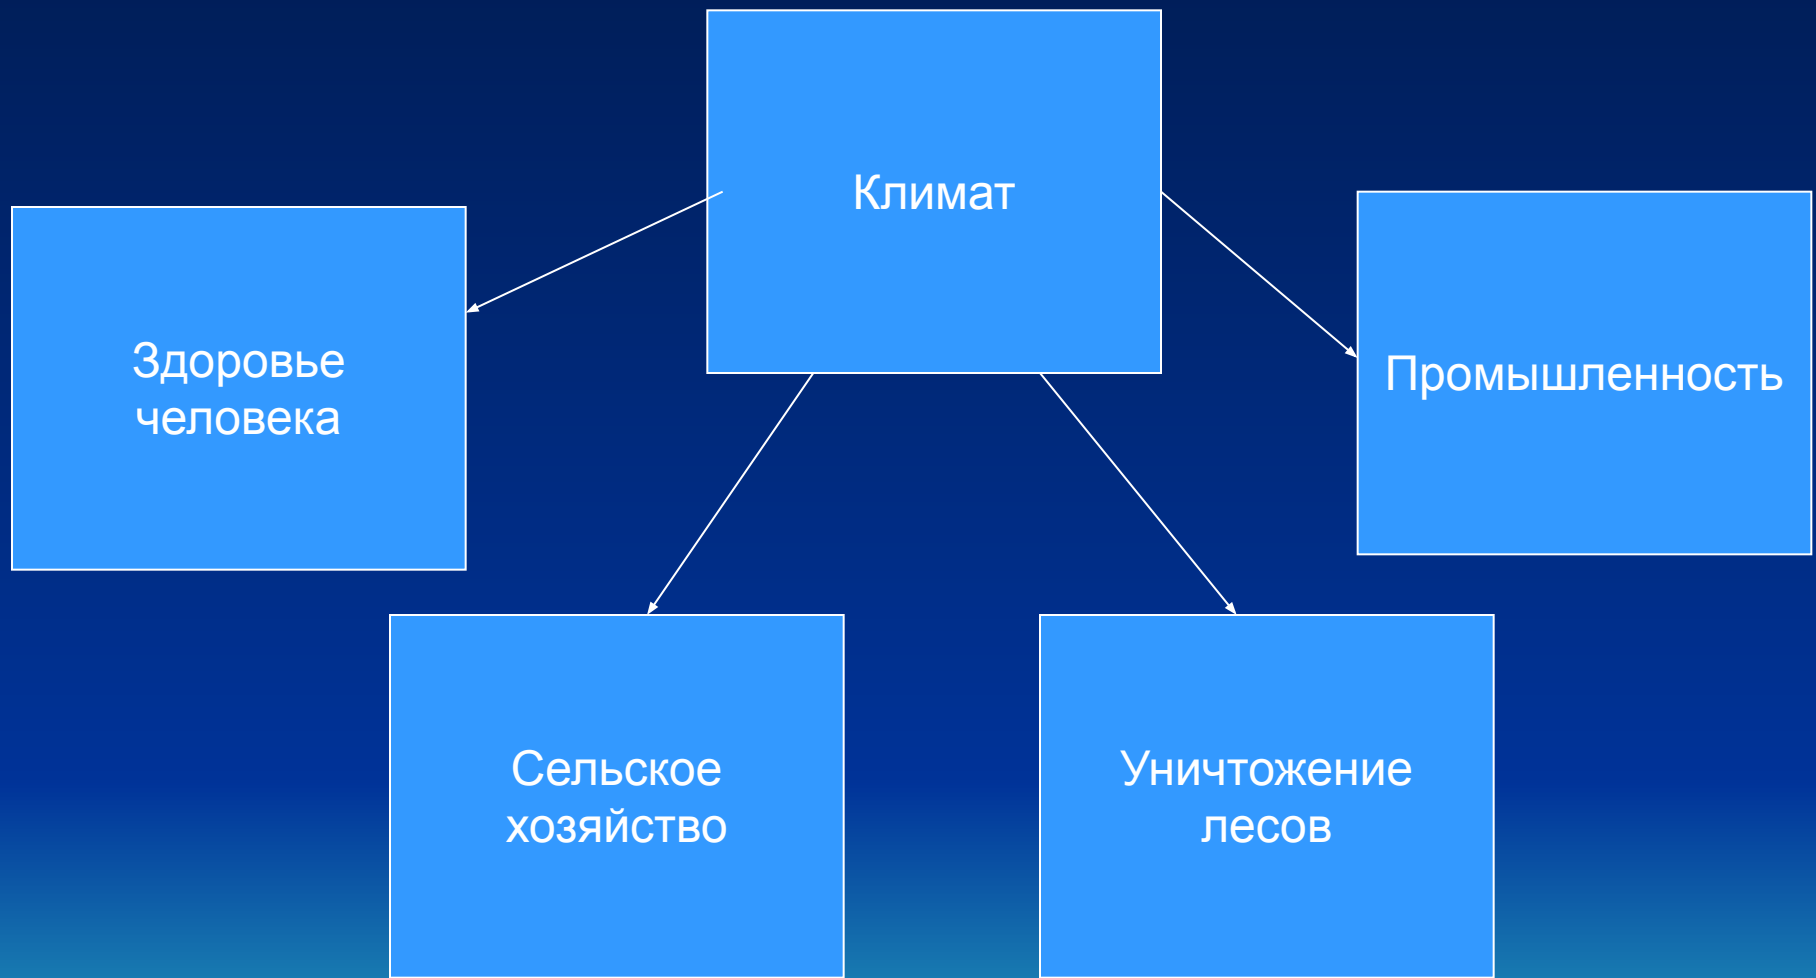 Климат
Здоровье
человека
Промышленность
Сельское
хозяйство
Уничтожение
лесов